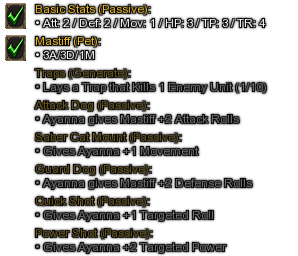 Basic Stats (Passive):
• Att: 2 / Def: 2 / Mov: 1 / HP: 3 / TP: 3 / TR: 4
Mastiff (Pet):
• 3A/3D/1M
Traps (Generate):
• Lays a Trap that Kills 1 Enemy Unit (1/10)
Attack Dog (Passive):
• Ayanna gives Mastiff +2 Attack Rolls
Saber Cat Mount (Passive):
• Gives Ayanna +1 Movement
Guard Dog (Passive):
• Ayanna gives Mastiff +2 Defense Rolls
Quick Shot (Passive):
• Gives Ayanna +1 Targeted Roll
Power Shot (Passive):
• Gives Ayanna +2 Targeted Power